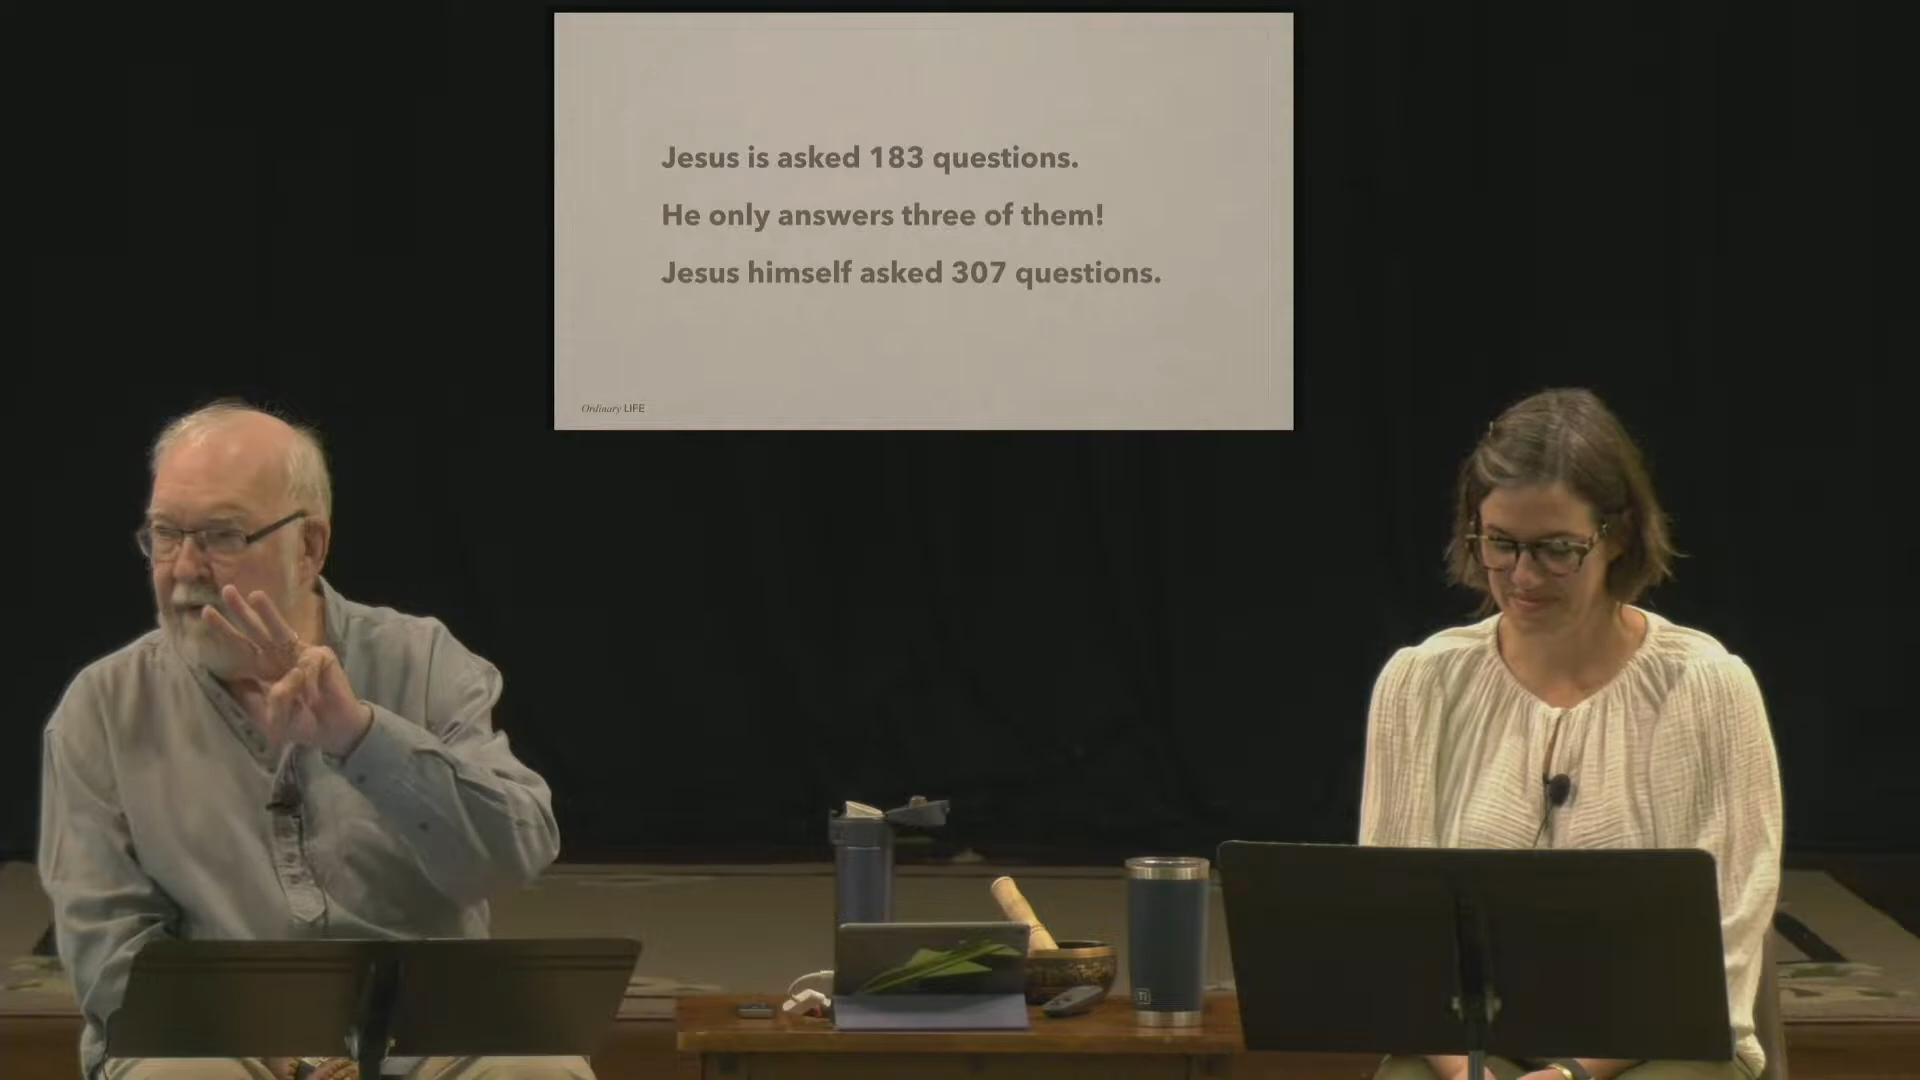 Jesus is asked 183 questions.
He only answers three of them!
Jesus himself asked 307 questions.
Ordinary LIFE